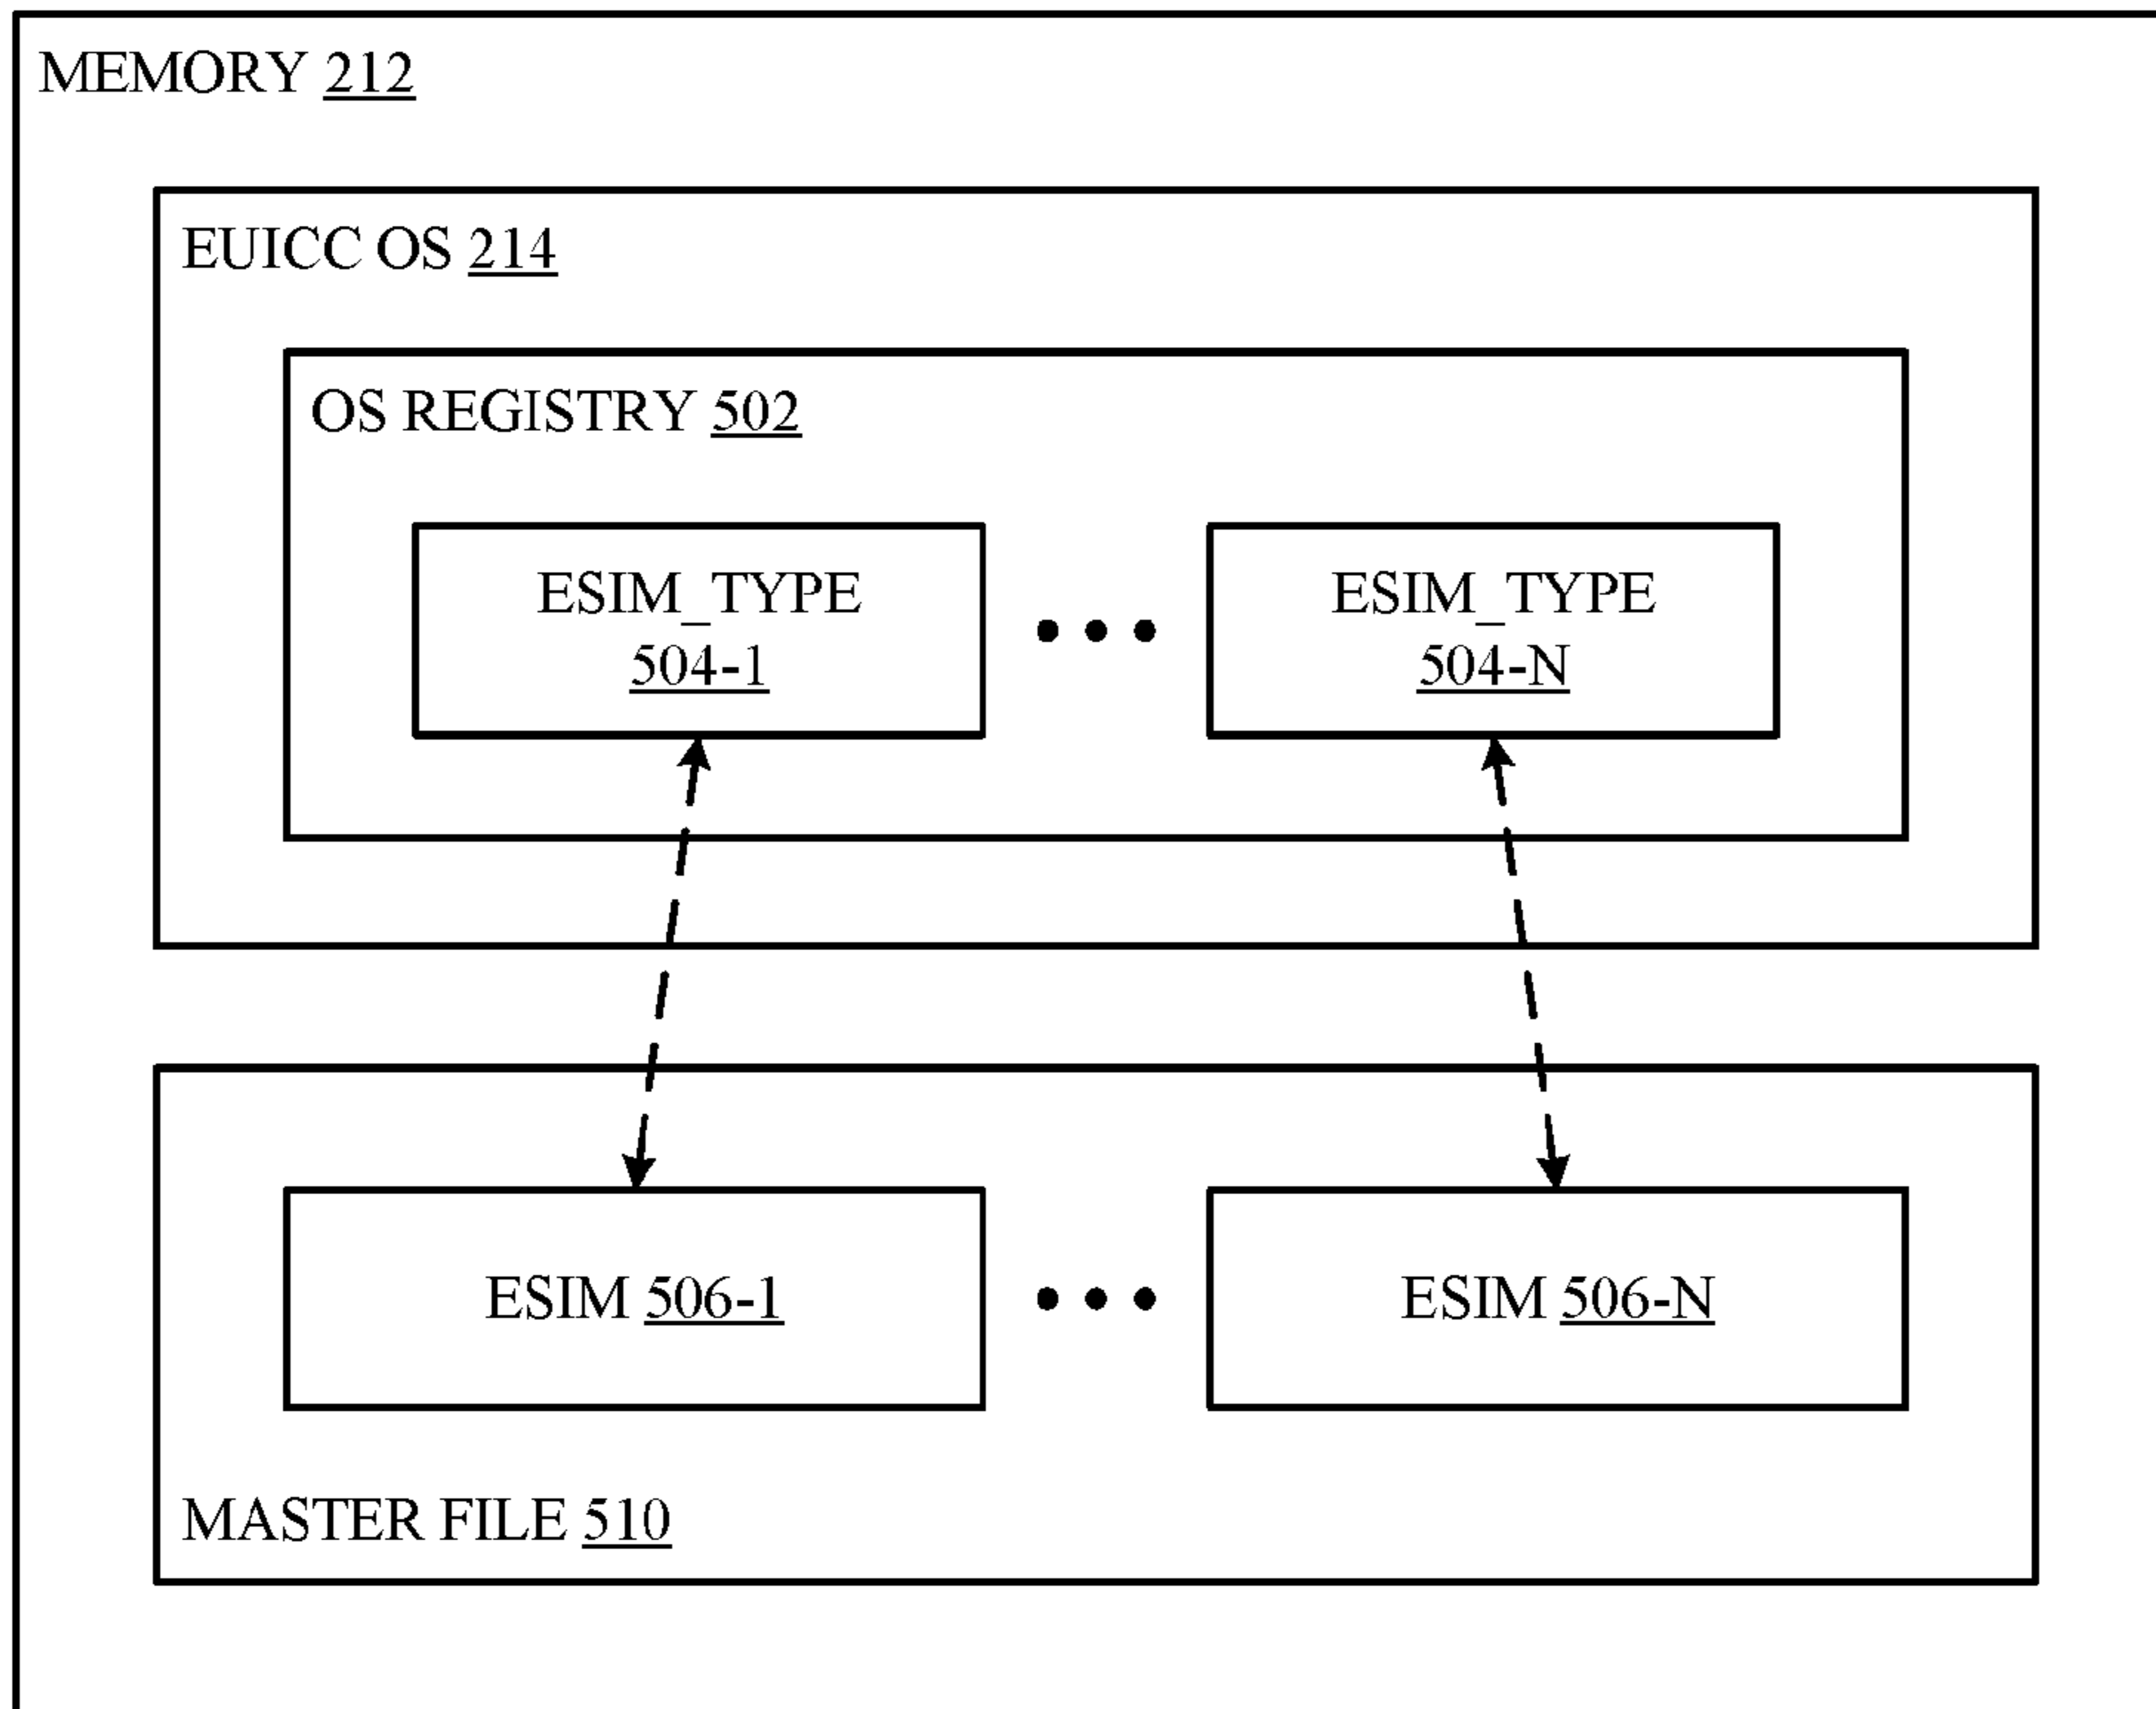 MEMORY 212
EUICC OS 214
OS REGISTRY 502
ESIM_TYPE
504-1
ESIM_TYPE
504-N
ESIM 506-1
ESIM 506-N
MASTER FILE 510